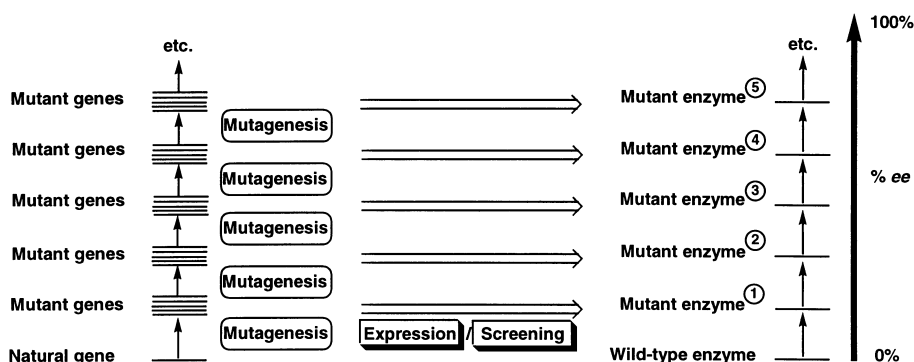 100%
etc.
etc.
Mutant genes
Mutant enzyme⑤
Mutagenesis
Mutant genes
Mutant enzyme④
Mutagenesis
% ee
Mutant genes
Mutant enzyme③
Mutagenesis
Mutant genes
Mutant enzyme②
Mutagenesis
Mutant genes
Mutant enzyme①
Mutagenesis
Expression / Screening
Natural gene
Wild-type enzyme
0%